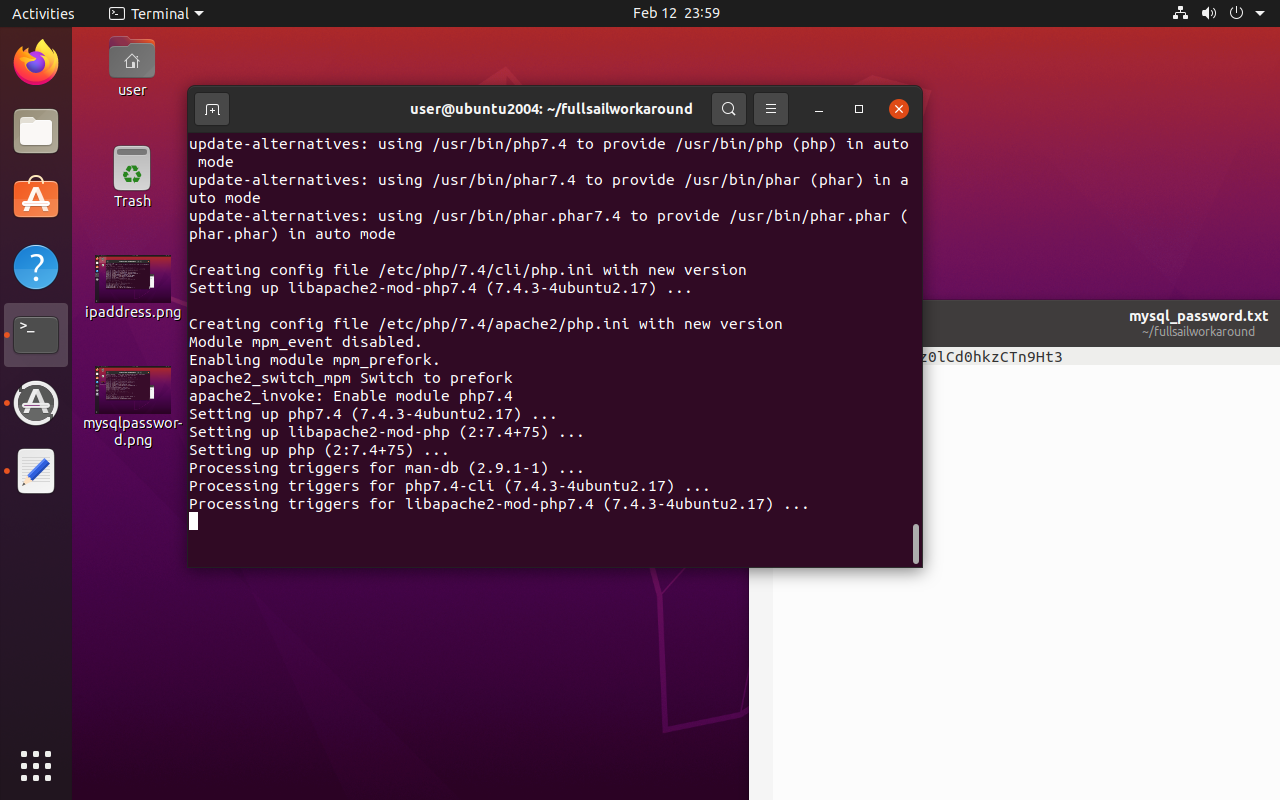 Activities
Terminal
Feb 12 23:59
user
Trash
ipaddress.png
mysqlpasswor-
d.png
user@ubuntu2004: ~/fullsailworkaround
update-alternatives: using /usr/bin/php7.4 to provide /usr/bin/php (php) in auto
mode
update-alternatives: using /usr/bin/phar7.4 to provide /usr/bin/phar (phar) in a
uto mode
update-alternatives: using /usr/bin/phar.phar7.4 to provide /usr/bin/phar.phar (
phar.phar) in auto mode
Creating config file /etc/php/7.4/cli/php.ini with new version
Setting up libapache2-mod-php7.4 (7.4.3-4ubuntu2.17) ...
Creating config file /etc/php/7.4/apache2/php.ini with new version
Module mpm_event disabled.
Enabling module mpm_prefork.
apache2_switch_mpm Switch to prefork
apache2_invoke: Enable module php7.4
Setting up php7.4 (7.4.3-4ubuntu2.17) ...
Setting up libapache2-mod-php (2:7.4+75) ...
Setting up php (2:7.4+75) ...
Processing triggers for man-db (2.9.1-1) ...
Processing triggers for php7.4-cli (7.4.3-4ubuntu2.17) ...
Processing triggers for libapache2-mod-php7.4 (7.4.3-4ubuntu2.17) ...
mysql_password.txt
~/fullsailworkaround
z0lCd0hkzCTn9Ht3